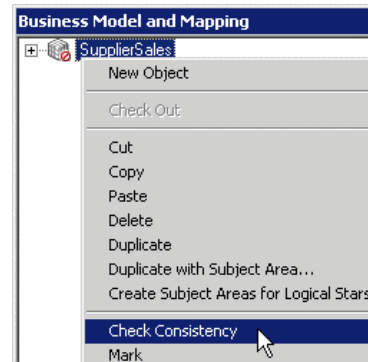 Business Model and Mapping
SupplierSales
New Object
Check Out
Cut
Copy
Paste
Delete
Duplicate
Duplicate with Subject Area...
Create Subject Areas for Logical Stars
Check Consistency
Mark